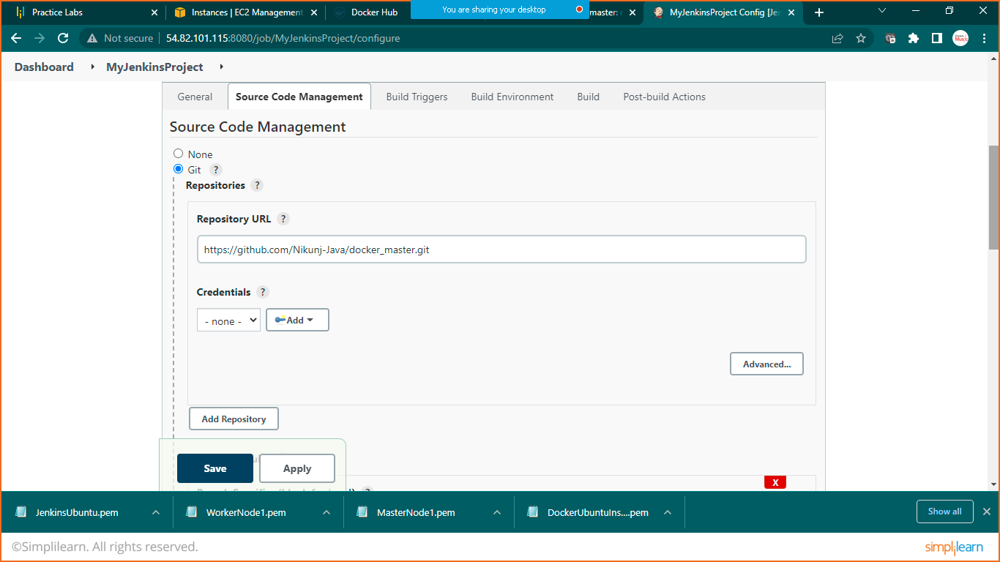 Practice Labs
Instances | EC2 Management
Docker Hub
You are sharing your desktop
master:
MyJenkinsProject Config [Jen
Not secure
54.82.101.115:8080/job/MyJenkinsProject/configure
Dashboard
MyJenkinsProject
General
Source Code Management
Build Triggers
Build Environment
Build
Post-build Actions
Source Code Management
None
Git ?
Repositories ?
Repository URL ?
https://github.com/Nikunj-Java/docker_master.git
Credentials ?
- none -
Add
Advanced...
Add Repository
Save
Apply
X
JenkinsUbuntu.pem
WorkerNode1.pem
MasterNode1.pem
DockerUbuntuIns....pem
Show all
©Simplilearn. All rights reserved.
simplilearn